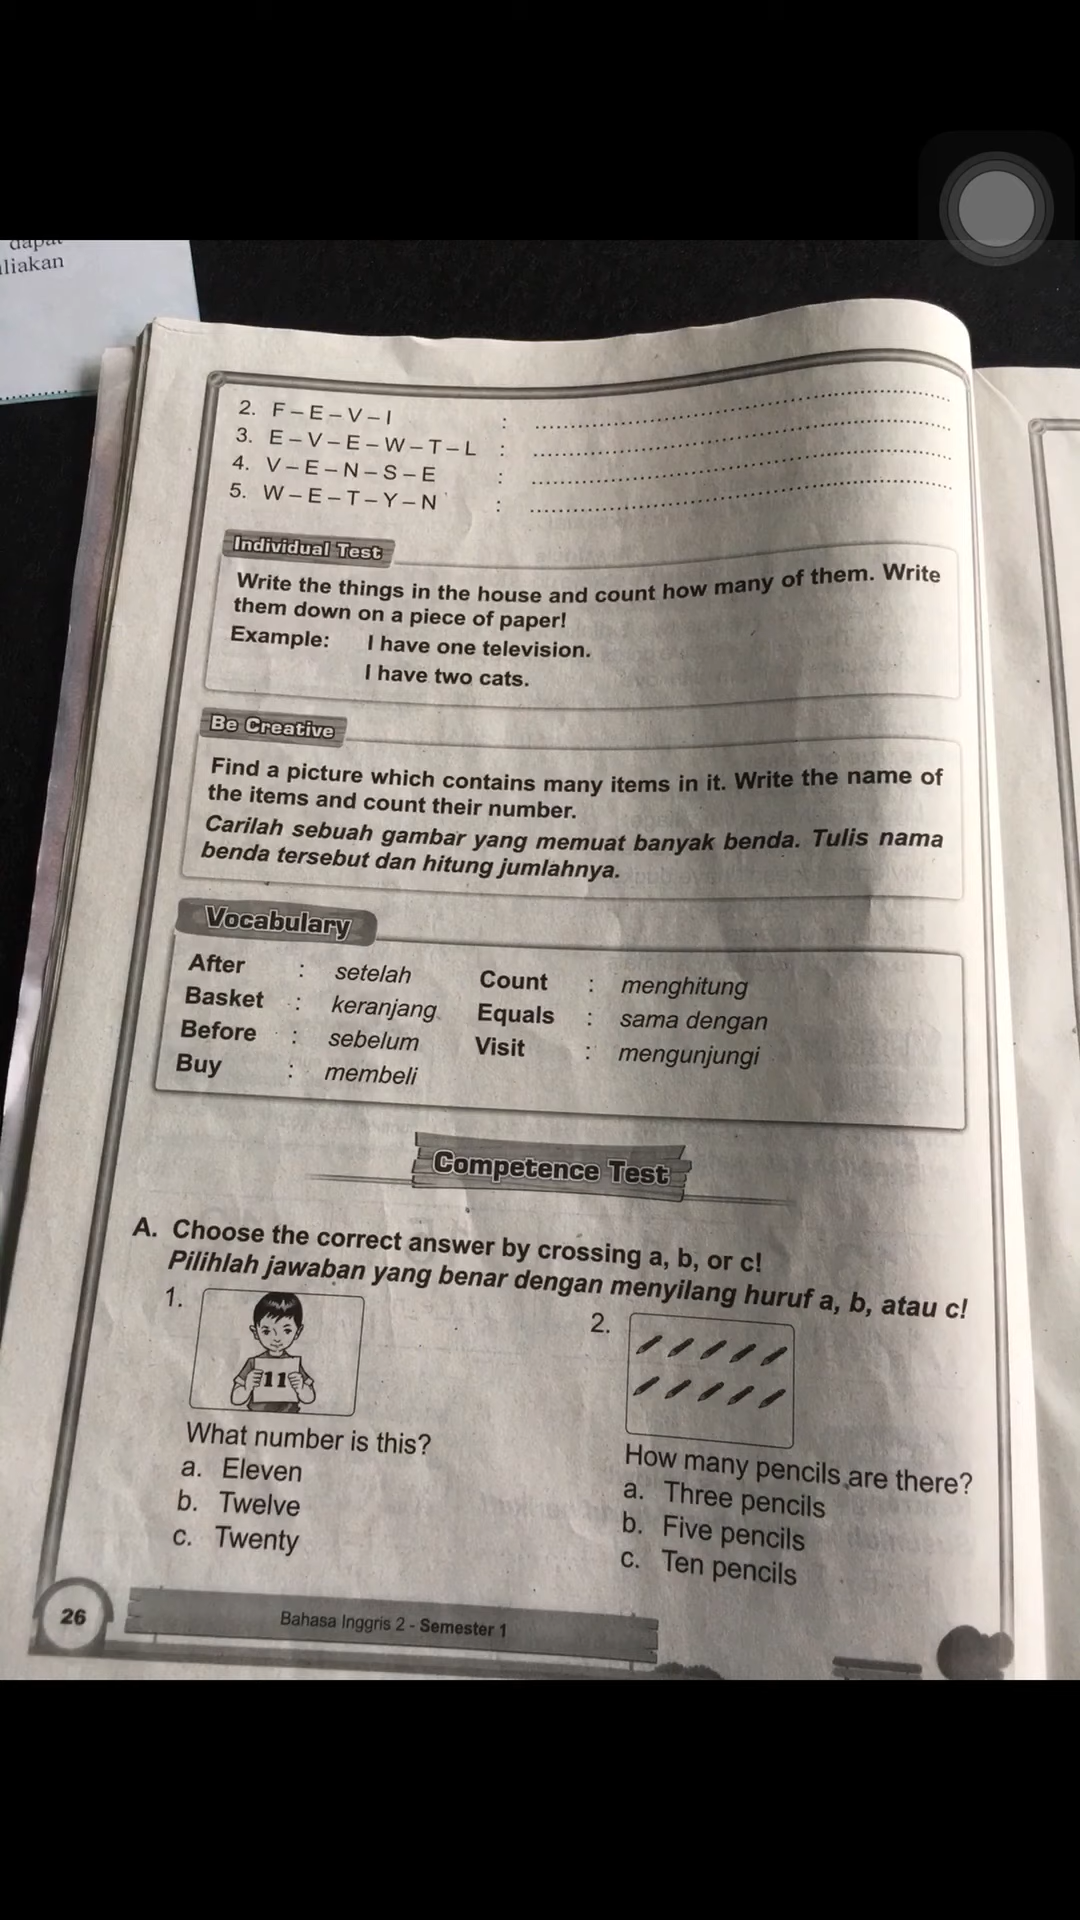 dapat
liakan
2. F – E – V – I :
3. E – V – E – W – T – L :
4. V – E – N – S – E :
5. W – E – T – Y – N :
Individual Test
Write the things in the house and count how many of them. Write
them down on a piece of paper!
Example: I have one television.
I have two cats.
Be Creative
Find a picture which contains many items in it. Write the name of
the items and count their number.
Carilah sebuah gambar yang memuat banyak benda. Tulis nama
benda tersebut dan hitung jumlahnya.
Vocabulary
After : setelah Count : menghitung
Basket : keranjang Equals : sama dengan
Before : sebelum Visit : mengunjungi
Buy : membeli
Competence Test
A. Choose the correct answer by crossing a, b, or c!
Pilihlah jawaban yang benar dengan menyilang huruf a, b, atau c!
1.
11
What number is this?
a. Eleven
b. Twelve
c. Twenty
2.
How many pencils are there?
a. Three pencils
b. Five pencils
c. Ten pencils
26
Bahasa Inggris 2 - Semester 1